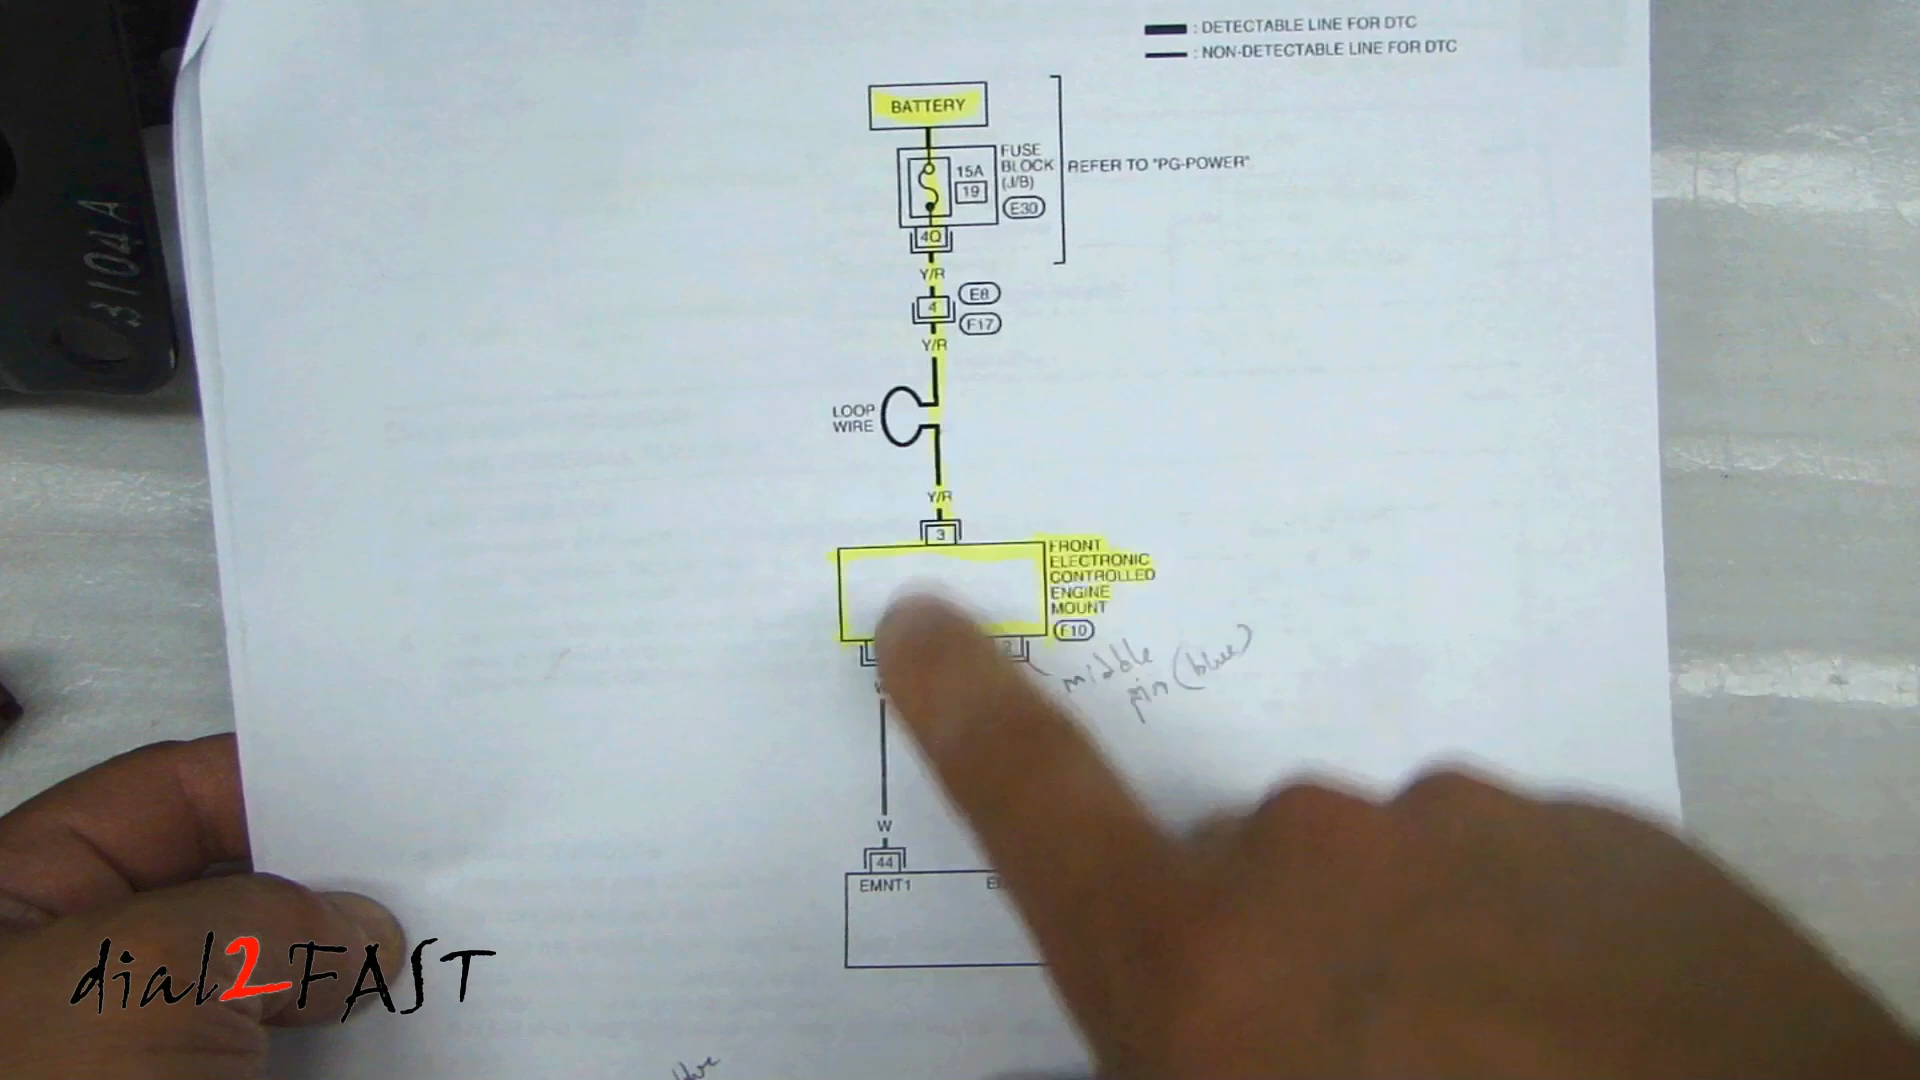 : DETECTABLE LINE FOR DTC
: NON-DETECTABLE LINE FOR DTC
BATTERY
15A
19
FUSE
BLOCK
(J/B)
E30
REFER TO "PG-POWER".
4Q
Y/R
4
E8
F17
Y/R
LOOP
WIRE
Y/R
3
FRONT
ELECTRONIC
CONTROLLED
ENGINE
MOUNT
F10
2
middle
pin (blue)
W
44
EMNT1
3104A
dial2FAST